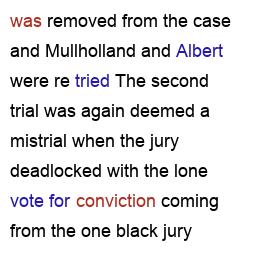 was removed from the case
and Mullholland and Albert
were re tried The second
trial was again deemed a
mistrial when the jury
deadlocked with the lone
vote for conviction coming
from the one black jury